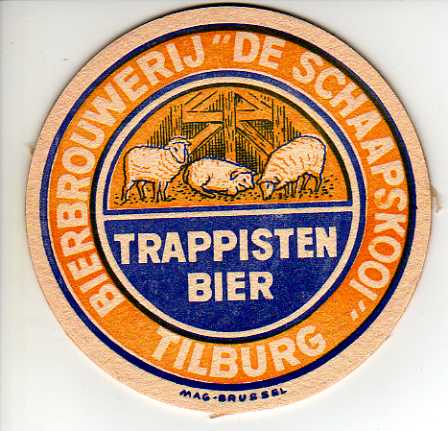 BIERBROUWERIJ "DE SCHAAPSKOOI"
TRAPPISTEN
BIER
TILBURG
MAG-BRUSSEL